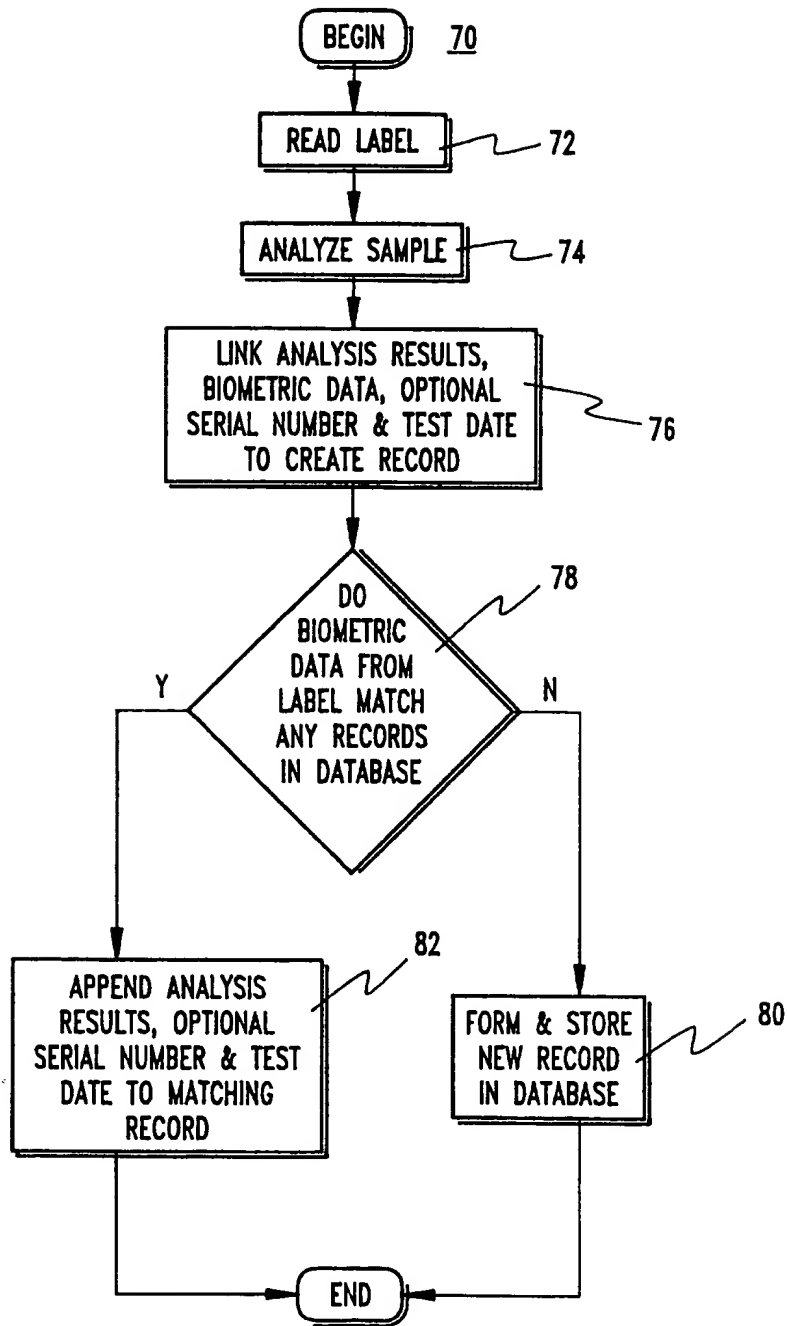 BEGIN
70
READ LABEL
72
ANALYZE SAMPLE
74
LINK ANALYSIS RESULTS,
BIOMETRIC DATA, OPTIONAL
SERIAL NUMBER & TEST DATE
TO CREATE RECORD
76
DO
BIOMETRIC
DATA FROM
LABEL MATCH
ANY RECORDS
IN DATABASE
78
Y
N
APPEND ANALYSIS
RESULTS, OPTIONAL
SERIAL NUMBER & TEST
DATE TO MATCHING
RECORD
82
FORM & STORE
NEW RECORD
IN DATABASE
80
END